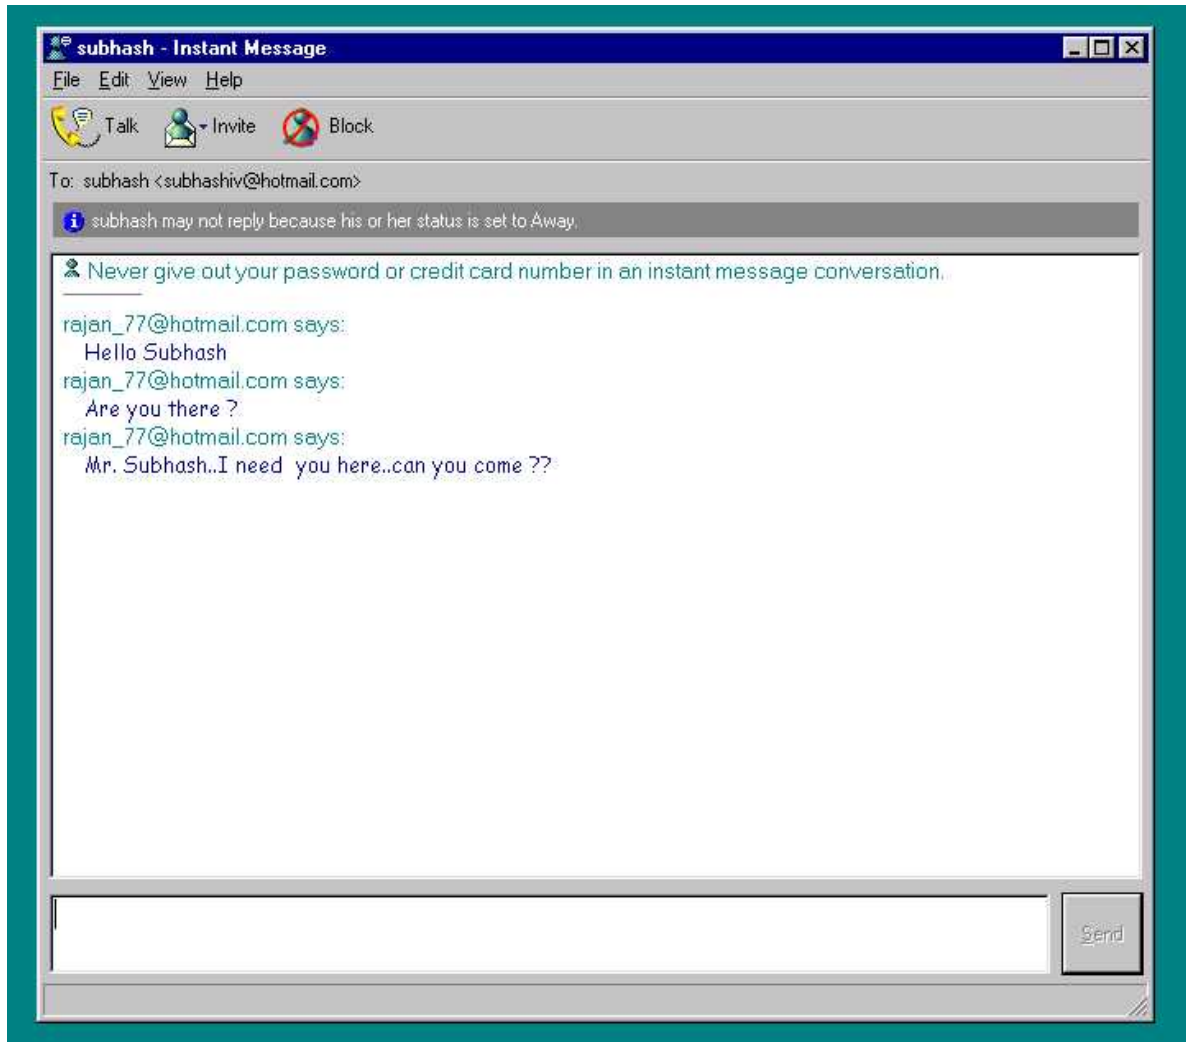 subhash - Instant Message
File Edit View Help
Talk Invite Block
To: subhash <subhashiv@hotmail.com>
subhash may not reply because his or her status is set to Away.
Never give out your password or credit card number in an instant message conversation.
rajan_77@hotmail.com says:
Hello Subhash
rajan_77@hotmail.com says:
Are you there ?
rajan_77@hotmail.com says:
Mr. Subhash..I need  you here..can you come ??
Send